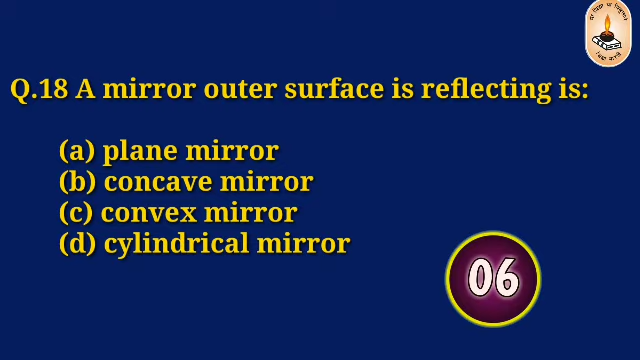 Q.18 A mirror outer surface is reflecting is:
(a) plane mirror
(b) concave mirror
(c) convex mirror
(d) cylindrical mirror
06